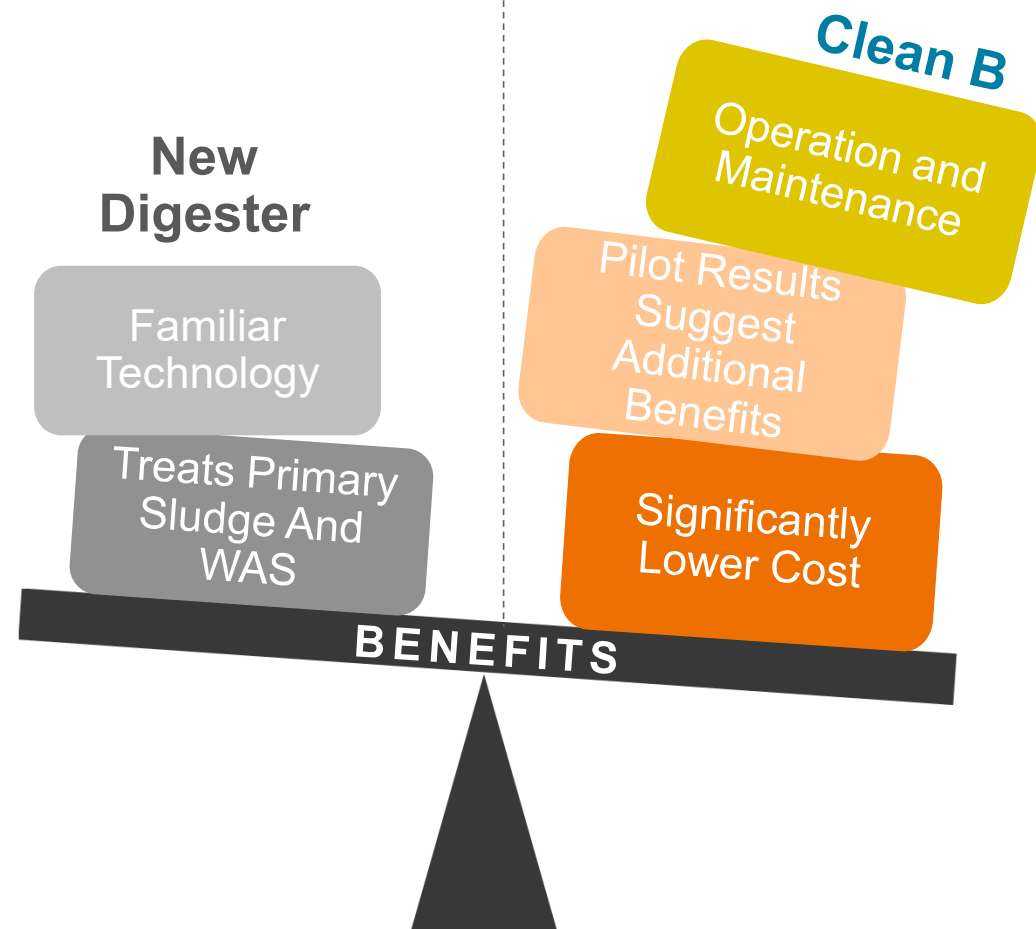 New
Digester
Familiar
Technology
Treats Primary
Sludge And
WAS
Clean B
Operation and
Maintenance
Pilot Results
Suggest
Additional
Benefits
Significantly
Lower Cost
BENEFITS